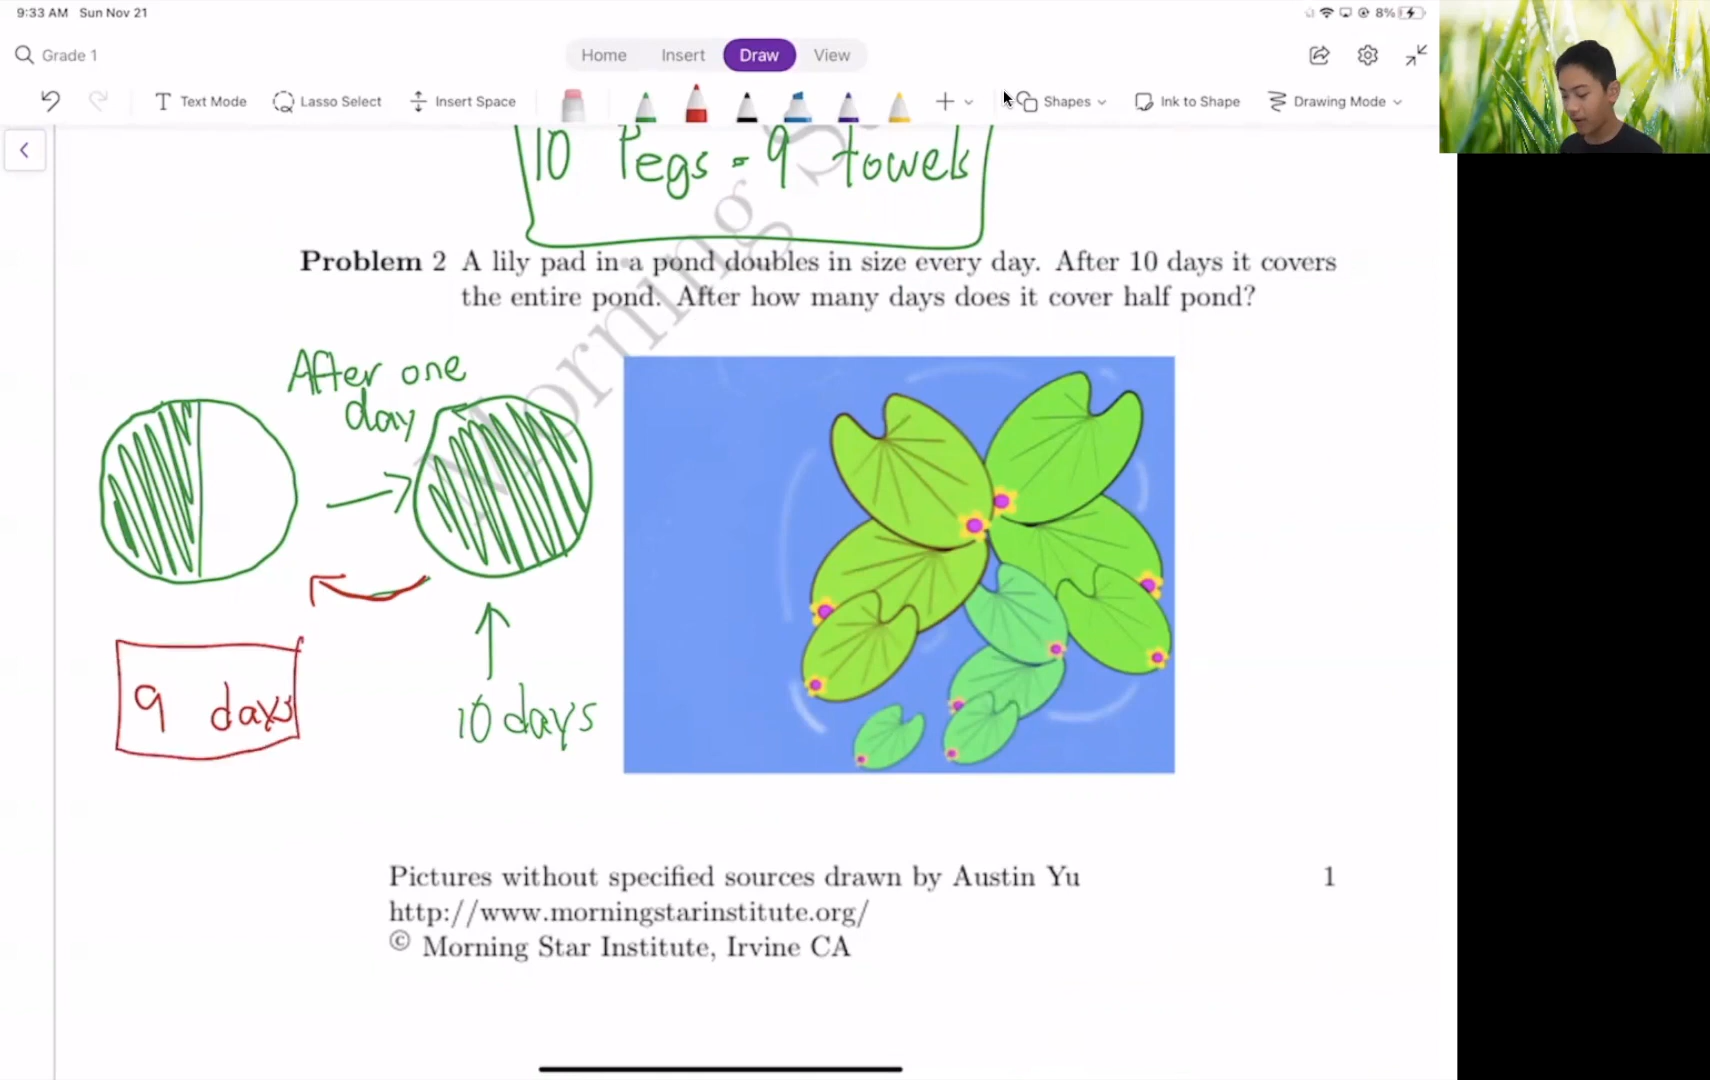 9:33 AM Sun Nov 21
8%
Grade 1
Home Insert Draw View
Text Mode Lasso Select Insert Space Shapes Ink to Shape Drawing Mode
10 Pegs = 9 towels
Problem 2 A lily pad in a pond doubles in size every day. After 10 days it covers
the entire pond. After how many days does it cover half pond?
After one
day
9 days
10 days
Morning S
Pictures without specified sources drawn by Austin Yu
1
http://www.morningstarinstitute.org/
© Morning Star Institute, Irvine CA